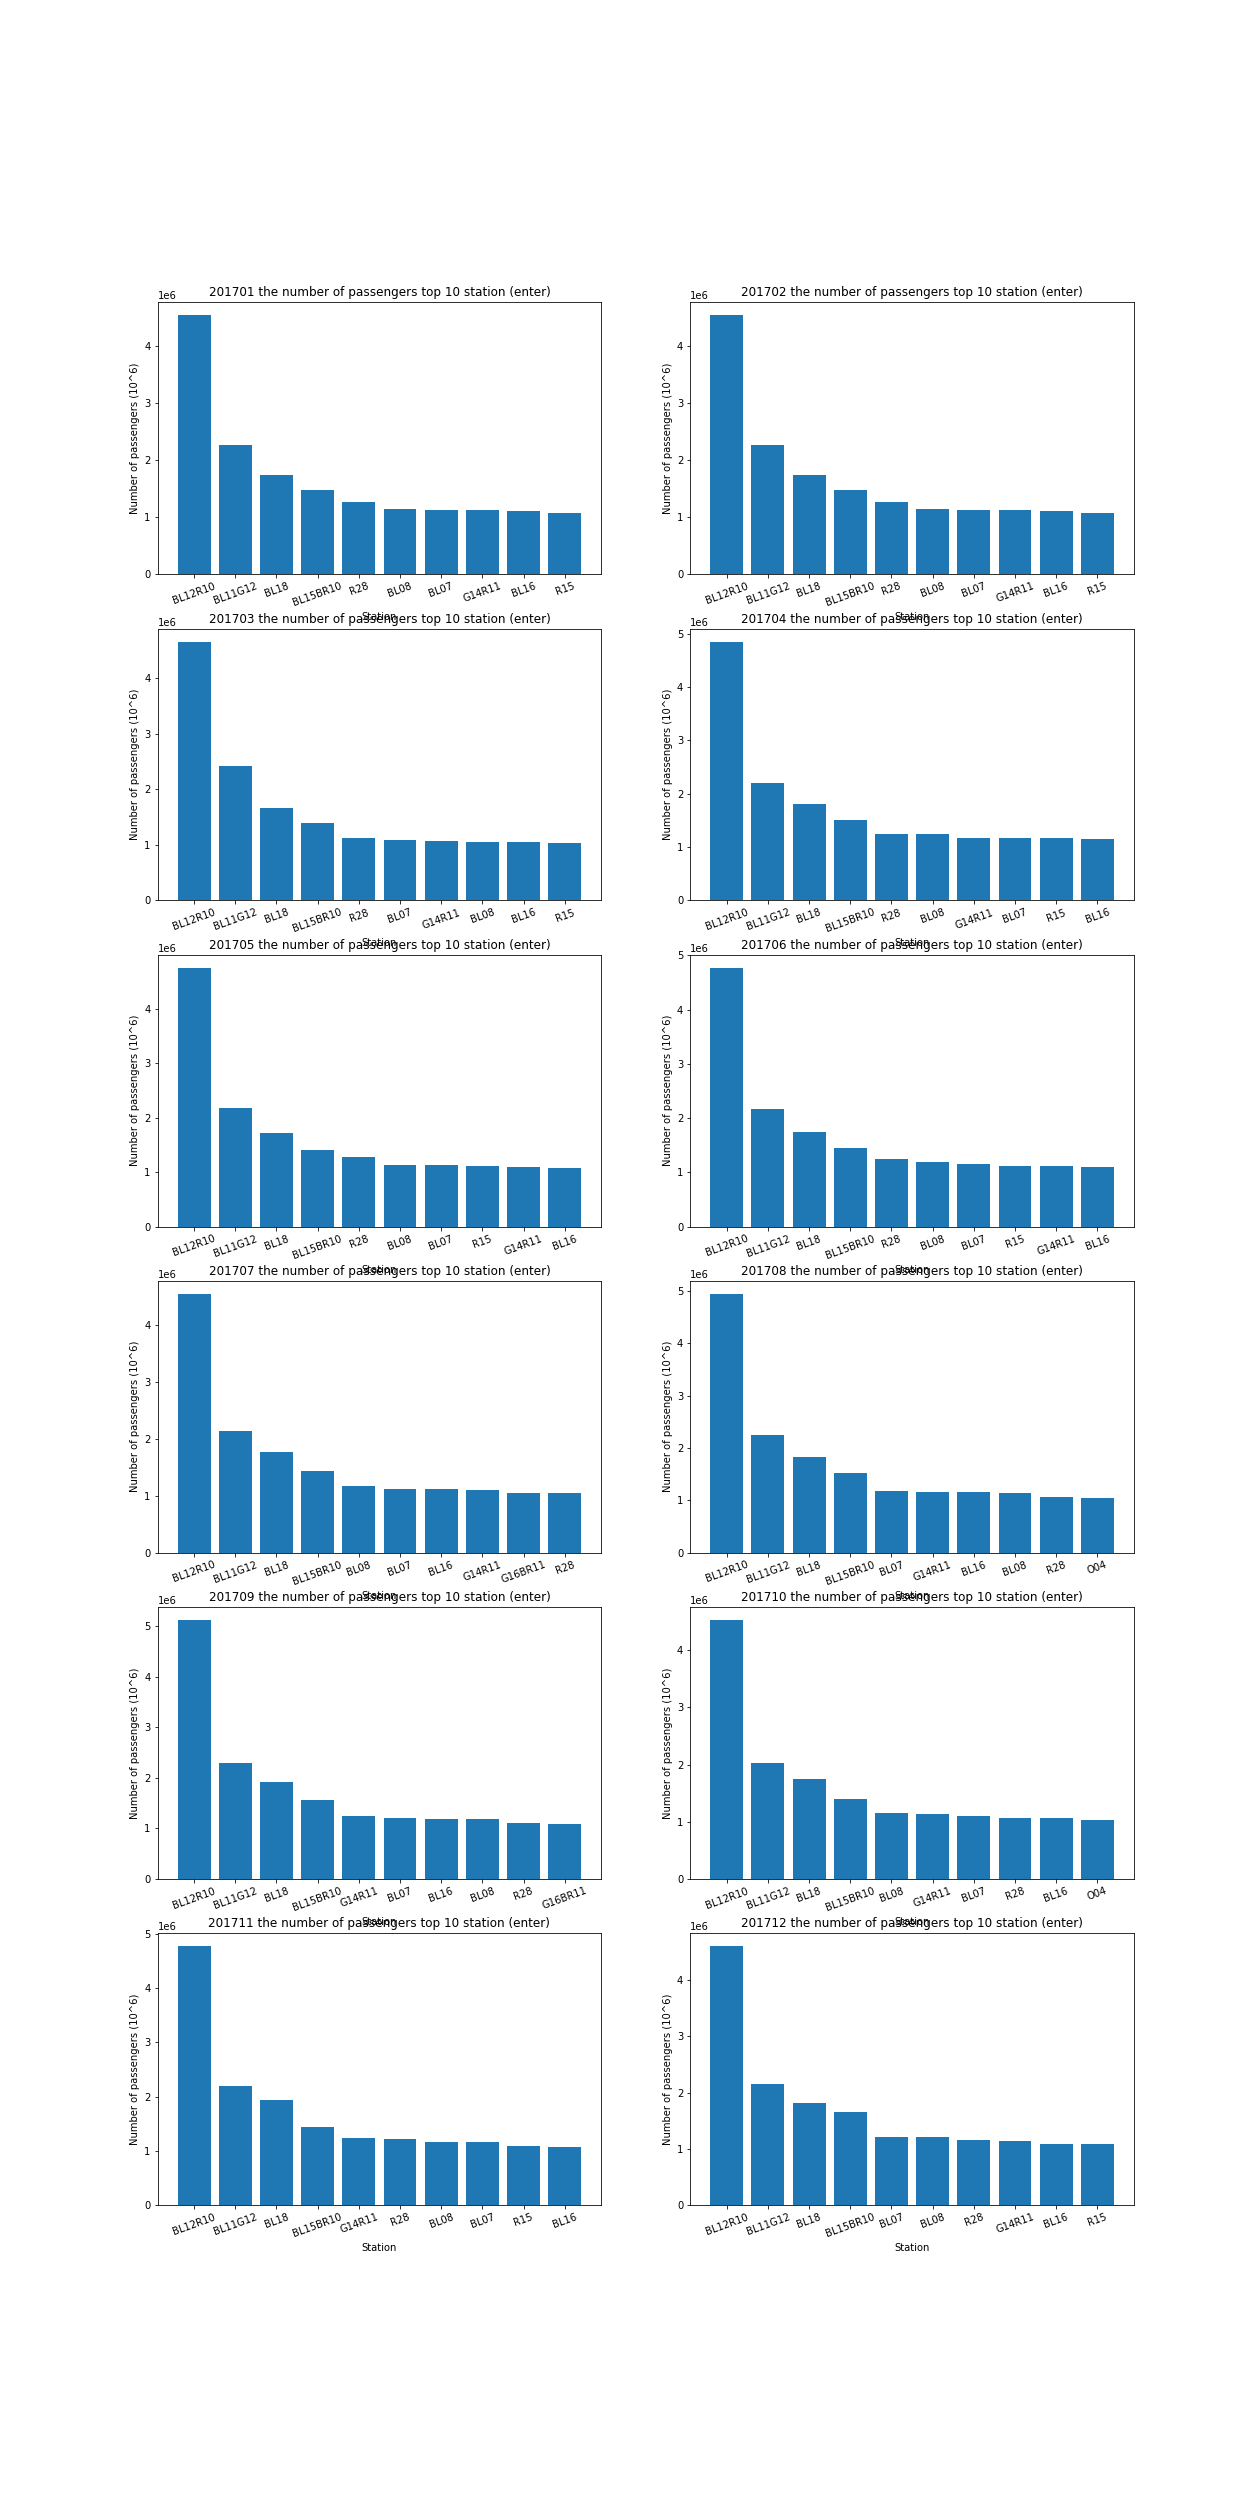 201701 the number of passengers top 10 station (enter)
1e6
Number of passengers (10^6)
4
3
2
1
0
BL12R10 BL11G12 BL18 BL15BR10 R28 BL08 BL07 G14R11 BL16 R15
Station
201702 the number of passengers top 10 station (enter)
1e6
Number of passengers (10^6)
4
3
2
1
0
BL12R10 BL11G12 BL18 BL15BR10 R28 BL08 BL07 G14R11 BL16 R15
Station
201703 the number of passengers top 10 station (enter)
1e6
Number of passengers (10^6)
4
3
2
1
0
BL12R10 BL11G12 BL18 BL15BR10 R28 BL07 G14R11 BL08 BL16 R15
Station
201704 the number of passengers top 10 station (enter)
1e6
Number of passengers (10^6)
5
4
3
2
1
0
BL12R10 BL11G12 BL18 BL15BR10 R28 BL08 G14R11 BL07 R15 BL16
Station
201705 the number of passengers top 10 station (enter)
1e6
Number of passengers (10^6)
4
3
2
1
0
BL12R10 BL11G12 BL18 BL15BR10 R28 BL08 BL07 R15 G14R11 BL16
Station
201706 the number of passengers top 10 station (enter)
1e6
Number of passengers (10^6)
5
4
3
2
1
0
BL12R10 BL11G12 BL18 BL15BR10 R28 BL08 BL07 R15 G14R11 BL16
Station
201707 the number of passengers top 10 station (enter)
1e6
Number of passengers (10^6)
4
3
2
1
0
BL12R10 BL11G12 BL18 BL15BR10 BL08 BL07 BL16 G14R11 G16BR11 R28
Station
201708 the number of passengers top 10 station (enter)
1e6
Number of passengers (10^6)
5
4
3
2
1
0
BL12R10 BL11G12 BL18 BL15BR10 BL07 G14R11 BL16 BL08 R28 O04
Station
201709 the number of passengers top 10 station (enter)
1e6
Number of passengers (10^6)
5
4
3
2
1
0
BL12R10 BL11G12 BL18 BL15BR10 G14R11 BL07 BL16 BL08 R28 G16BR11
Station
201710 the number of passengers top 10 station (enter)
1e6
Number of passengers (10^6)
4
3
2
1
0
BL12R10 BL11G12 BL18 BL15BR10 BL08 G14R11 BL07 R28 BL16 O04
Station
201711 the number of passengers top 10 station (enter)
1e6
Number of passengers (10^6)
5
4
3
2
1
0
BL12R10 BL11G12 BL18 BL15BR10 G14R11 R28 BL08 BL07 R15 BL16
Station
201712 the number of passengers top 10 station (enter)
1e6
Number of passengers (10^6)
4
3
2
1
0
BL12R10 BL11G12 BL18 BL15BR10 BL07 BL08 R28 G14R11 BL16 R15
Station